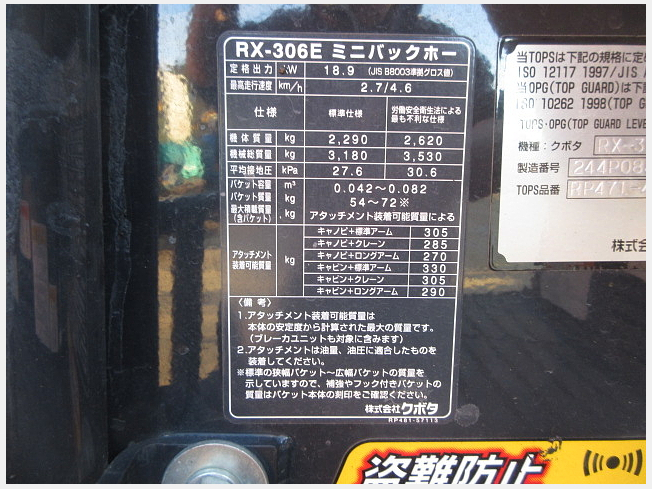 RX-306E ミニバックホー
定格出力 kW 18.9 (JIS B8003準拠グロス値)
最高走行速度 km/h 2.7/4.6
仕様 標準仕様 労働安全衛生法による最も不利な仕様
機体質量 kg 2,290 2,620
機械総質量 kg 3,180 3,530
平均接地圧 kPa 27.6 30.6
バケット容量 m³ 0.042～0.082
バケット質量 kg 54～72※
最大積載質量(含バケット) kg アタッチメント装着可能質量による
アタッチメント装着可能質量 kg
キャノピ+標準アーム 305
キャノピ+クレーン 285
キャノピ+ロングアーム 270
キャビン+標準アーム 330
キャビン+クレーン 305
キャビン+ロングアーム 290
〈備考〉
1.アタッチメント装着可能質量は
本体の安定度から計算された最大の質量です。
(ブレーカユニットも対象に含みます)
2.アタッチメントは油量、油圧に適合したものを
装着してください。
※標準の狭幅バケット～広幅バケットの質量を
示していますので、補強やフック付きバケットの
質量はバケット本体の刻印をご確認ください。
株式会社クボタ
RP461-57113
当TOPSは下記の規格に定め
ISO 12117 1997/JIS A
当OPG(TOP GUARD)は下
ISO 10262 1998(TOP G
TOPS・OPG(TOP GUARD LEVE
機種：クボタ RX-3
製造番号 244P08
TOPS品番 RP471-4
株式会
盗難防止